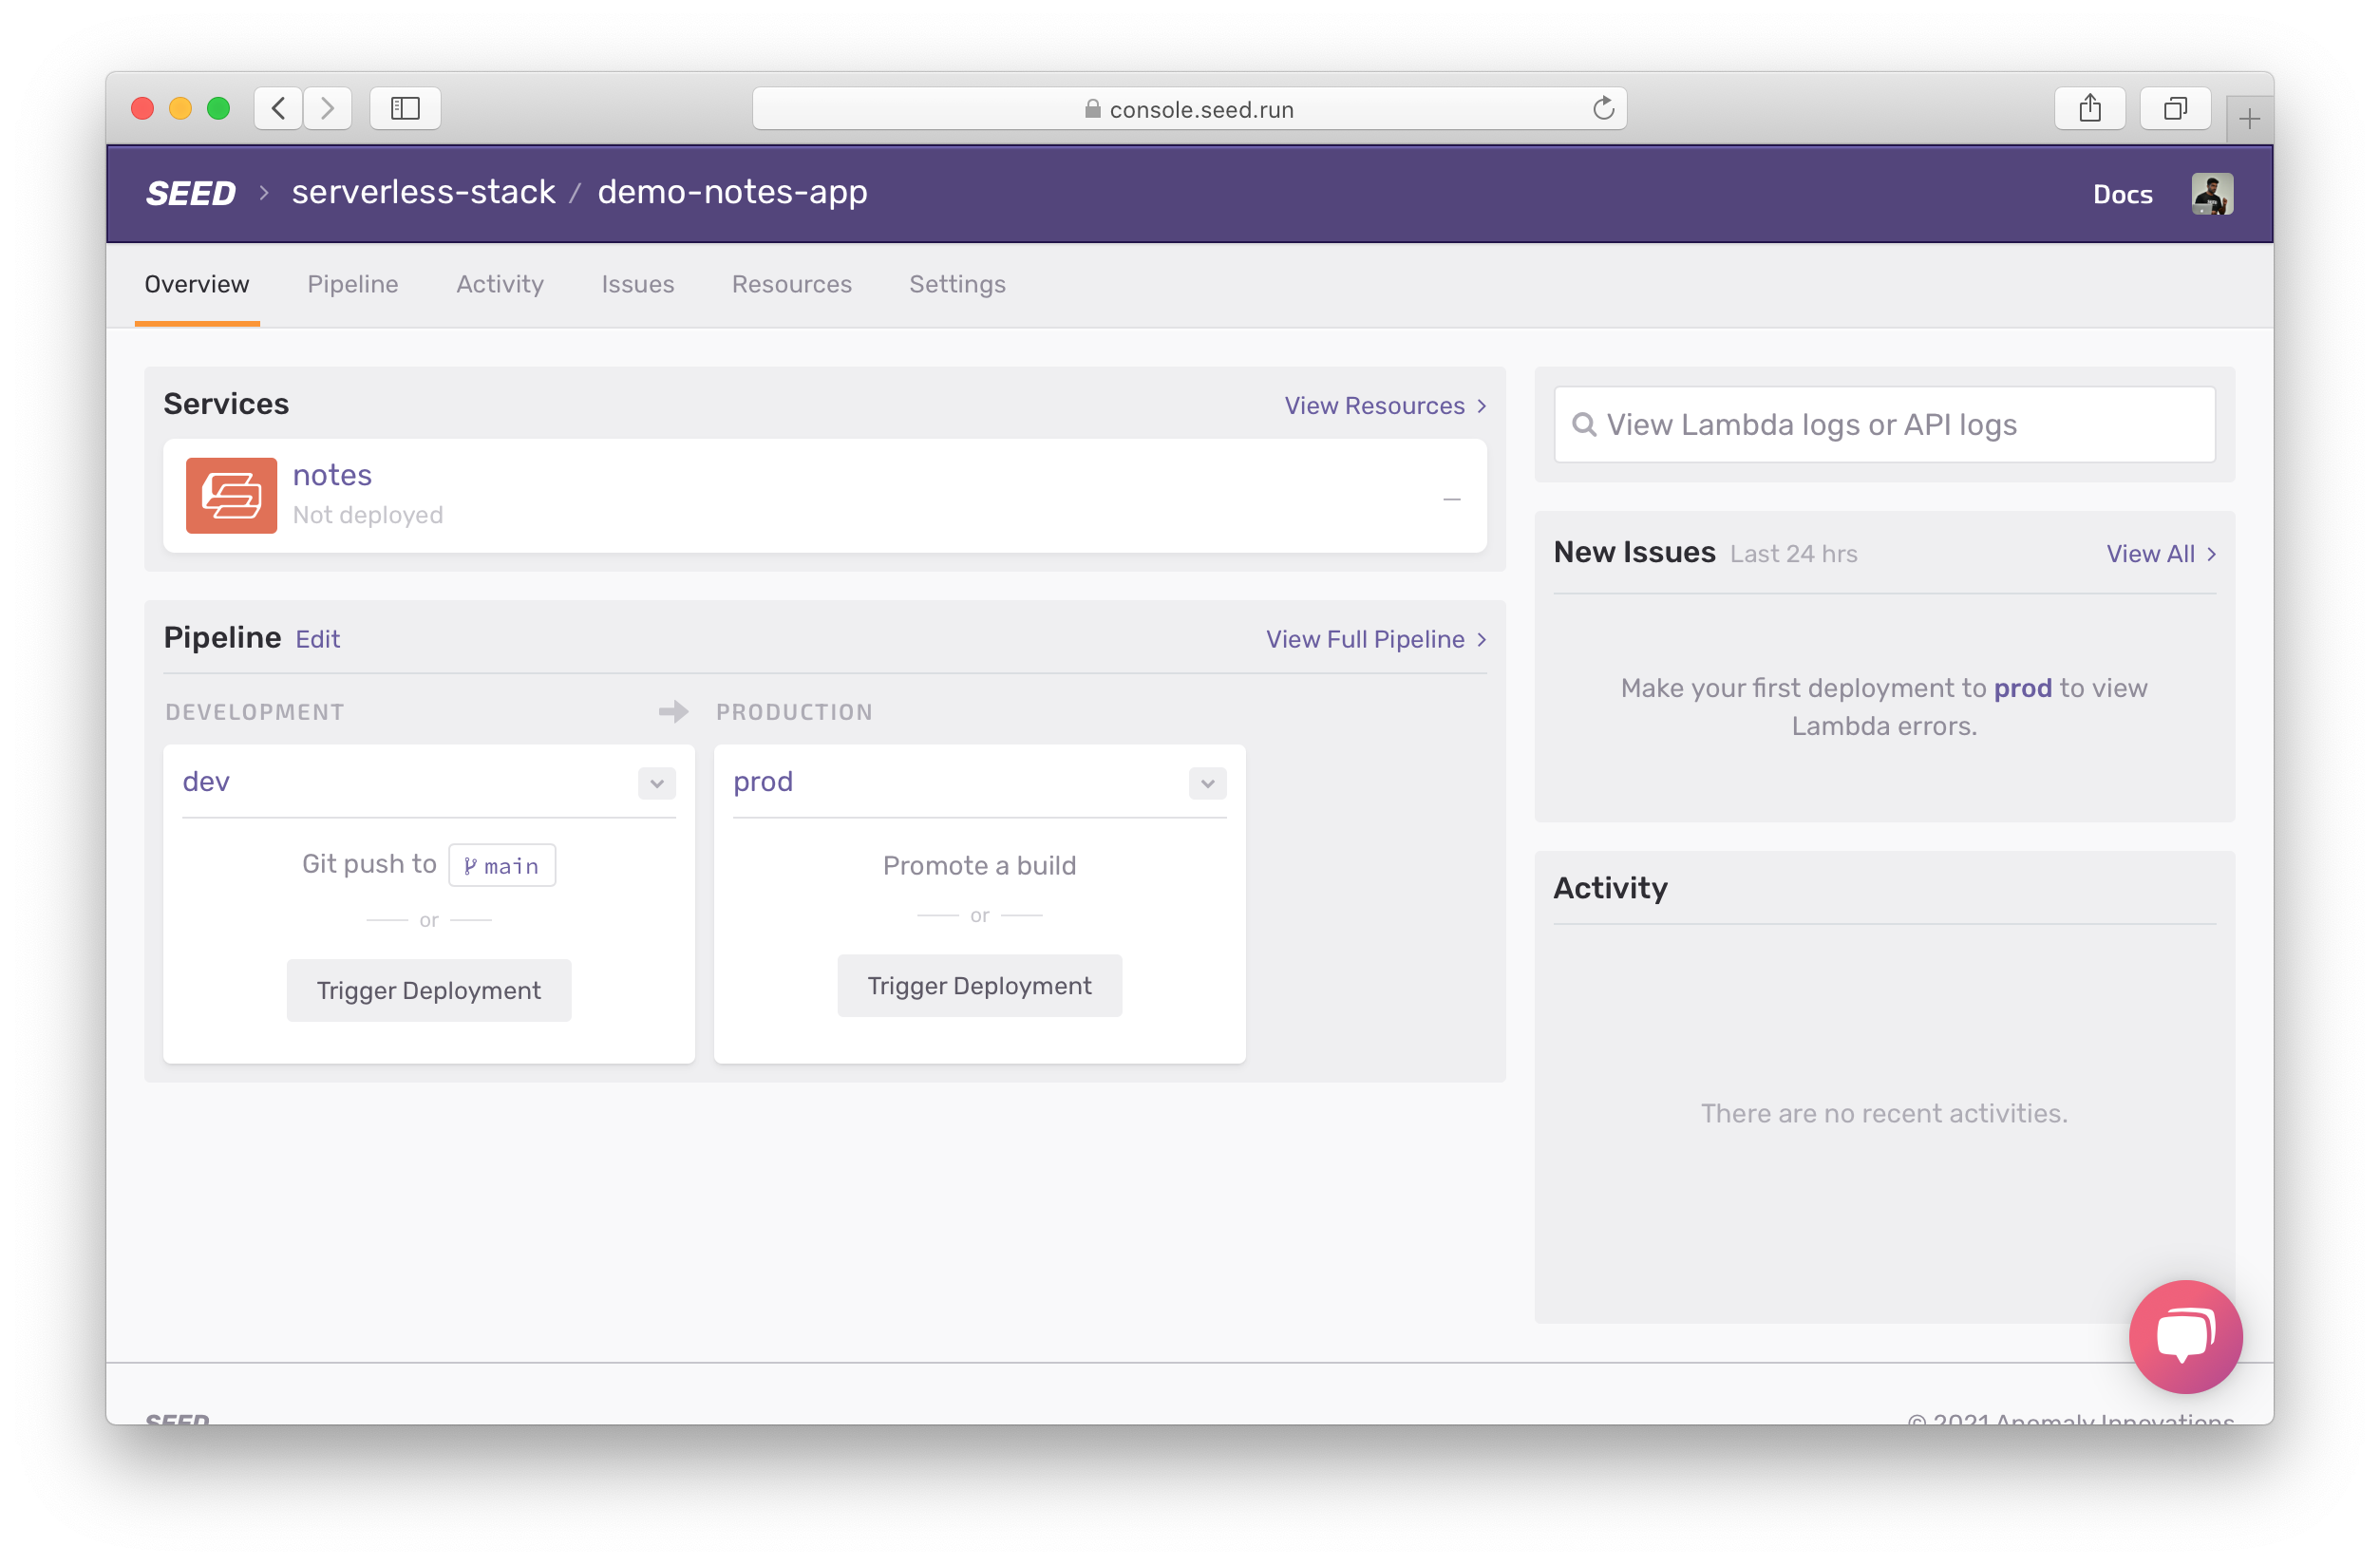 console.seed.run
SEED > serverless-stack / demo-notes-app
Docs
Overview Pipeline Activity Issues Resources Settings
Services
View Resources >
notes
Not deployed
–
Pipeline Edit
View Full Pipeline >
DEVELOPMENT
PRODUCTION
dev
Git push to main
or
Trigger Deployment
prod
Promote a build
or
Trigger Deployment
View Lambda logs or API logs
New Issues Last 24 hrs
View All >
Make your first deployment to prod to view
Lambda errors.
Activity
There are no recent activities.
SEED
© 2021 Anomaly Innovations